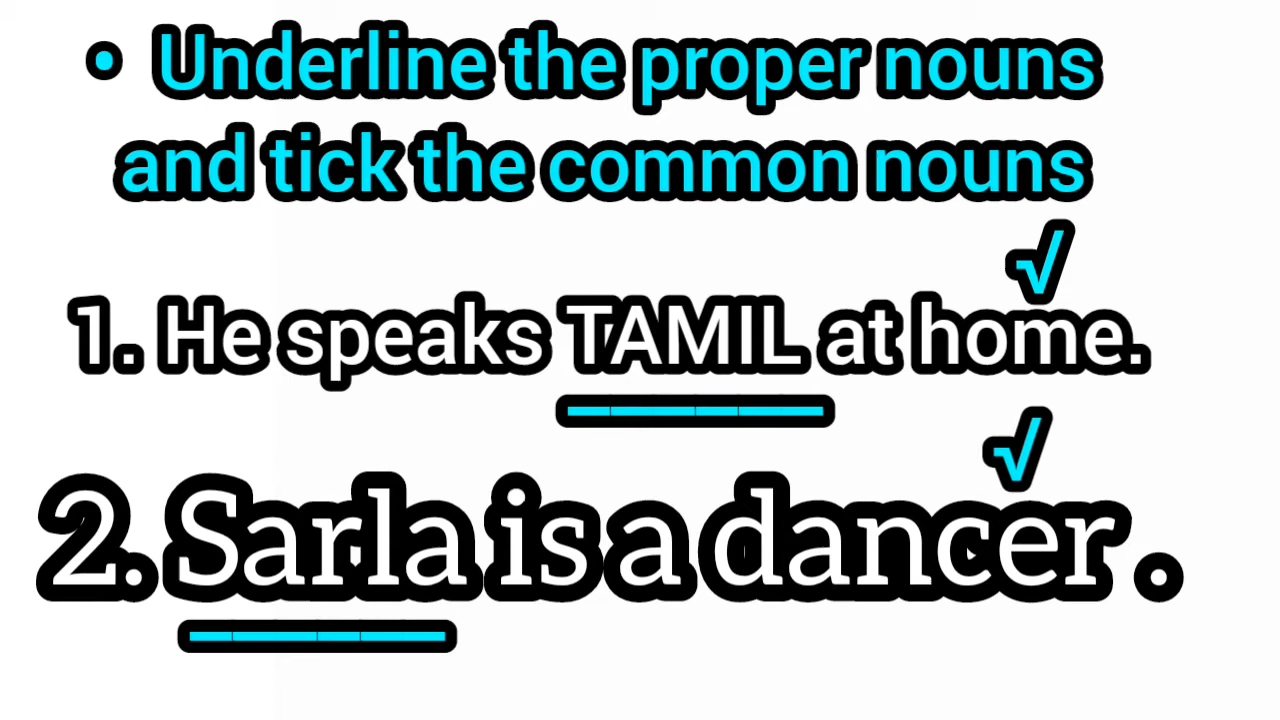 • Underline the proper nouns
and tick the common nouns
√
1. He speaks TAMIL at home.
√
2. Sarla is a dancer.